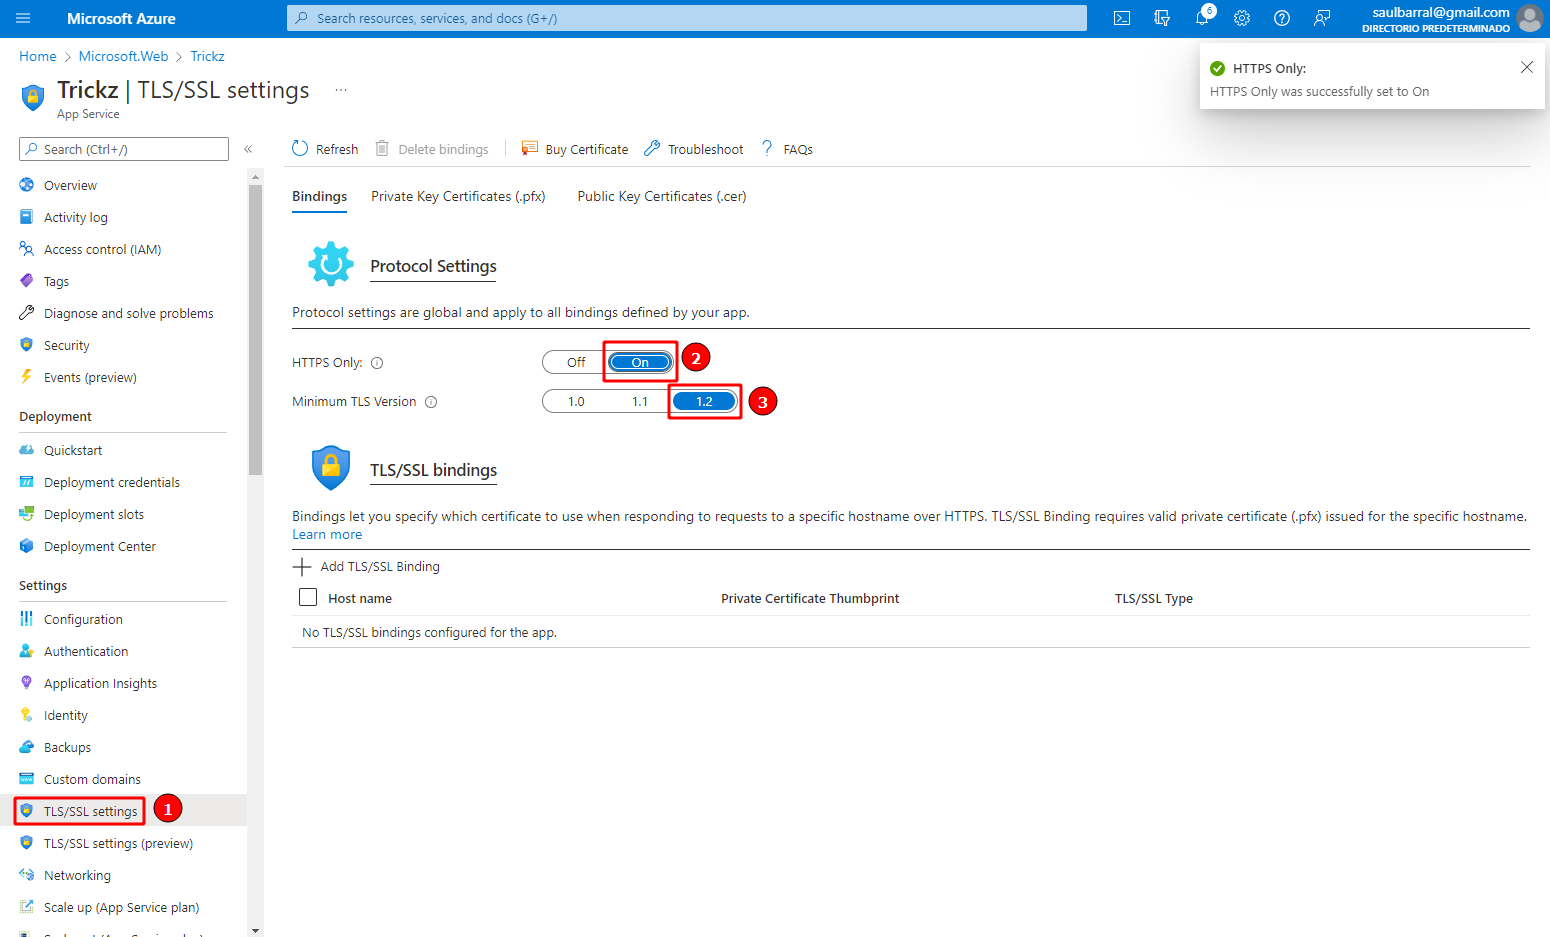 Microsoft Azure
Search resources, services, and docs (G+/)
6
saulbarral@gmail.com
DIRECTORIO PREDETERMINADO
Home > Microsoft.Web > Trickz
HTTPS Only:
HTTPS Only was successfully set to On
Trickz | TLS/SSL settings ...
App Service
Search (Ctrl+/)
«
Refresh
Delete bindings
Buy Certificate
Troubleshoot
? FAQs
Overview
Activity log
Access control (IAM)
Tags
Diagnose and solve problems
Security
Events (preview)
Deployment
Quickstart
Deployment credentials
Deployment slots
Deployment Center
Settings
Configuration
Authentication
Application Insights
Identity
Backups
Custom domains
TLS/SSL settings
1
TLS/SSL settings (preview)
Networking
Scale up (App Service plan)
Bindings
Private Key Certificates (.pfx)
Public Key Certificates (.cer)
Protocol Settings
Protocol settings are global and apply to all bindings defined by your app.
HTTPS Only: Off On
2
Minimum TLS Version 1.0 1.1 1.2
3
TLS/SSL bindings
Bindings let you specify which certificate to use when responding to requests to a specific hostname over HTTPS. TLS/SSL Binding requires valid private certificate (.pfx) issued for the specific hostname.
Learn more
Add TLS/SSL Binding
Host name Private Certificate Thumbprint TLS/SSL Type
No TLS/SSL bindings configured for the app.